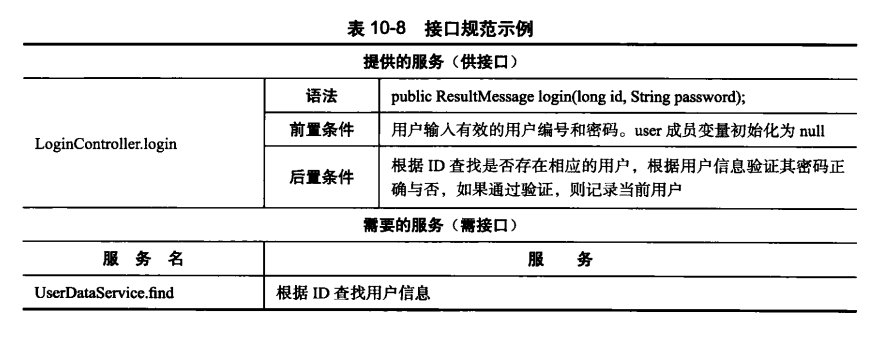 表 10-8 接口规范示例
提供的服务（供接口）
LoginController.login
语法
public ResultMessage login(long id, String password);
前置条件
用户输入有效的用户编号和密码。user 成员变量初始化为 null
后置条件
根据 ID 查找是否存在相应的用户，根据用户信息验证其密码正
确与否，如果通过验证，则记录当前用户
需要的服务（需接口）
服 务 名
服 务
UserDataService.find
根据 ID 查找用户信息